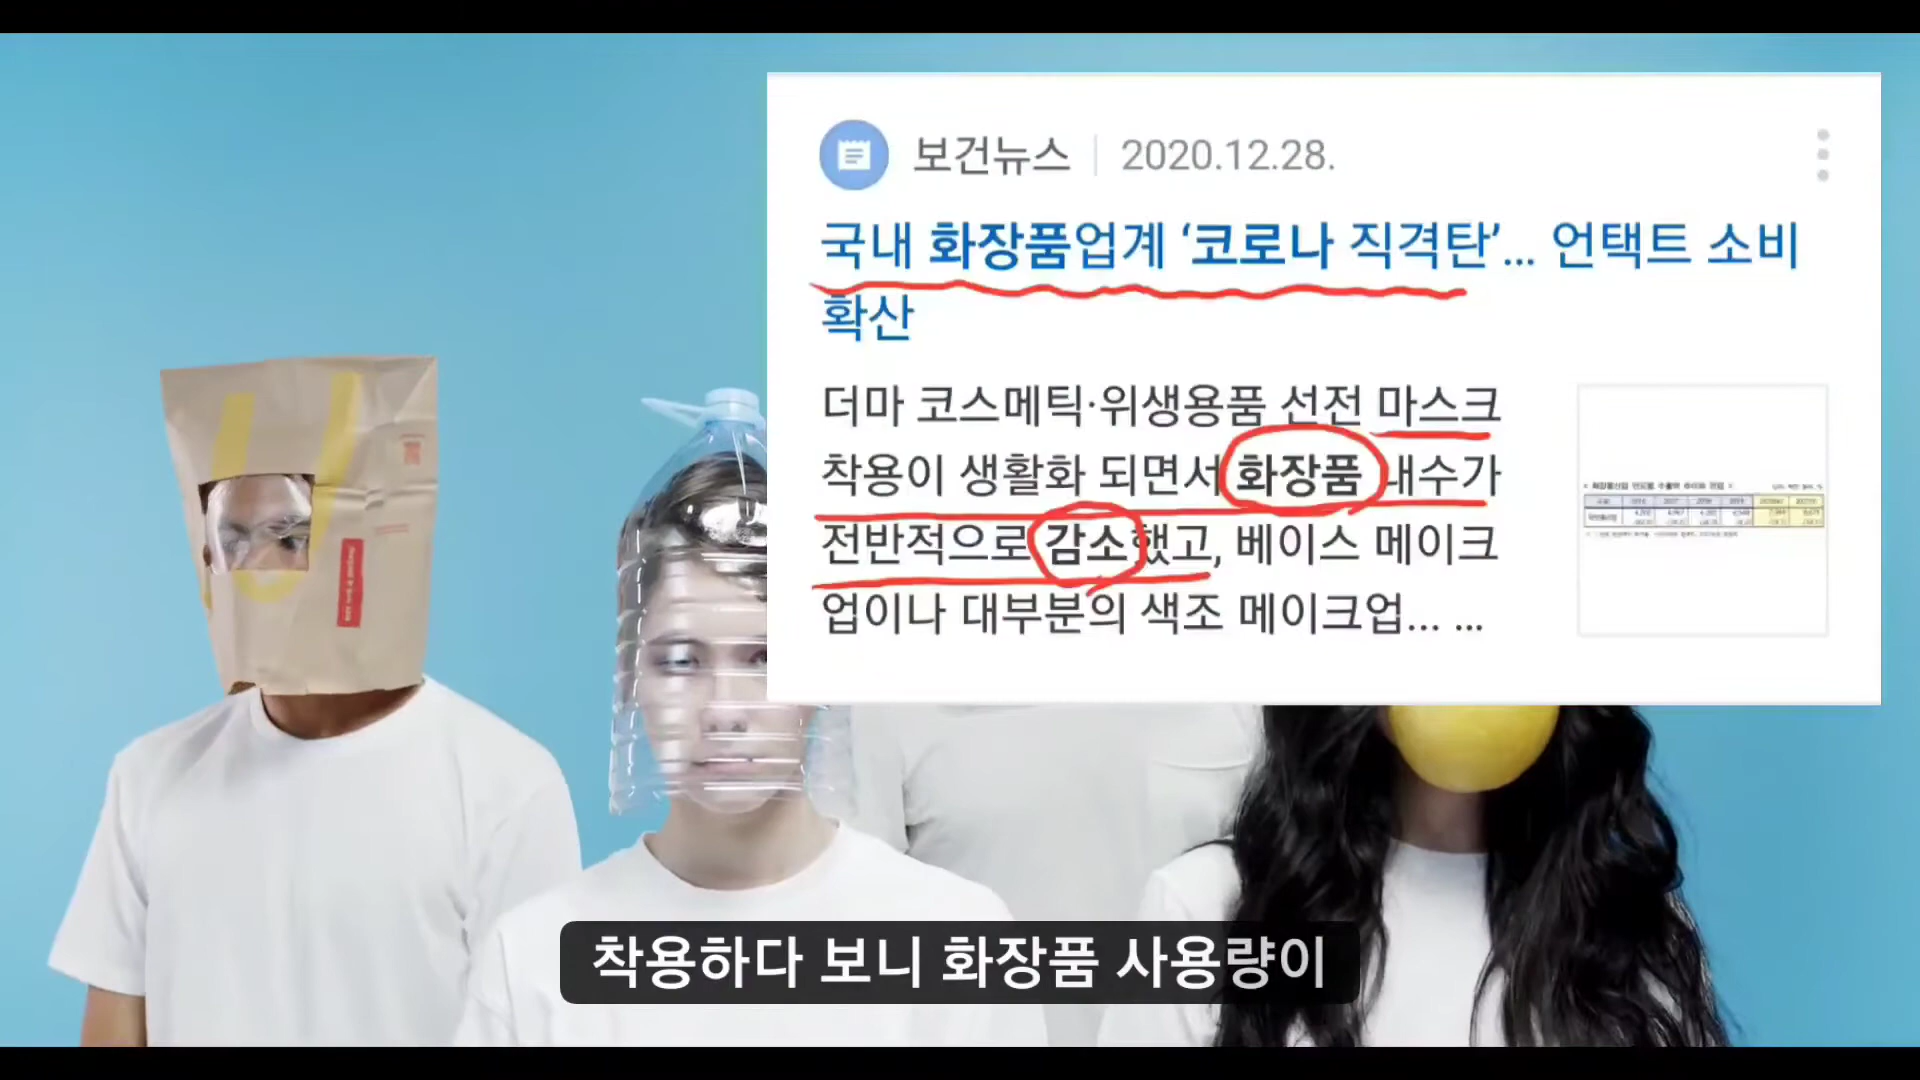 보건뉴스 2020.12.28.
국내 화장품업계 ‘코로나 직격탄’... 언택트 소비
확산
더마 코스메틱·위생용품 선전 마스크
착용이 생활화 되면서 화장품 내수가
전반적으로 감소했고, 베이스 메이크
업이나 대부분의 색조 메이크업... ...
착용하다 보니 화장품 사용량이